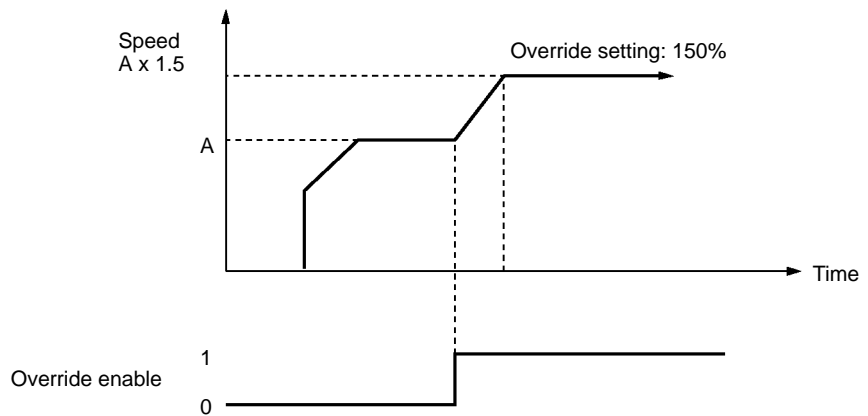 Speed
A x 1.5
Override setting: 150%
A
Time
1
Override enable
0